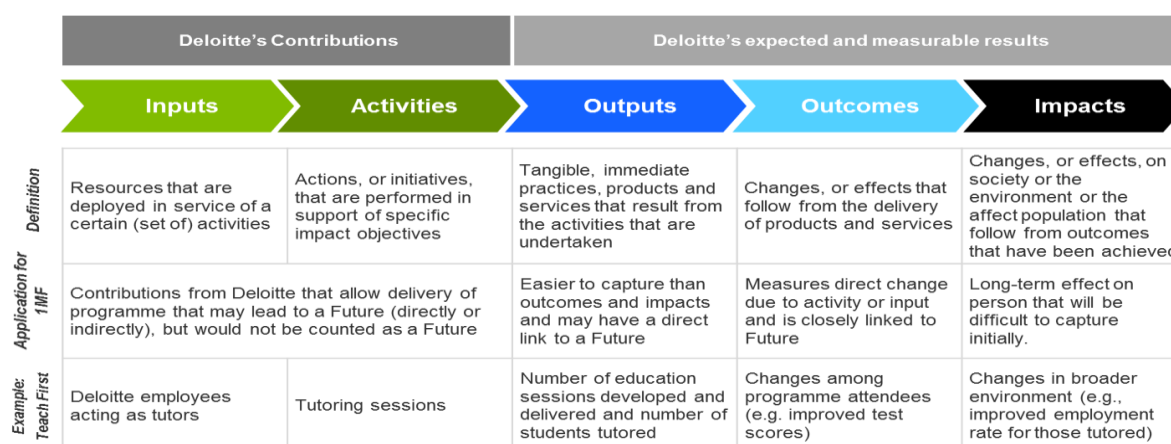 Deloitte's Contributions
Deloitte's expected and measurable results
Inputs
Activities
Outputs
Outcomes
Impacts
Definition
Resources that are
deployed in service of a
certain (set of) activities
Actions, or initiatives,
that are performed in
support of specific
impact objectives
Tangible, immediate
practices, products and
services that result from
the activities that are
undertaken
Changes, or effects that
follow from the delivery
of products and services
Changes, or effects, on
society or the
environment or the
affect population that
follow from outcomes
that have been achieved
Application for
1MF
Contributions from Deloitte that allow delivery of
programme that may lead to a Future (directly or
indirectly), but would not be counted as a Future
Easier to capture than
outcomes and impacts
and may have a direct
link to a Future
Measures direct change
due to activity or input
and is closely linked to
Future
Long-term effect on
person that will be
difficult to capture
initially.
Example:
Teach First
Deloitte employees
acting as tutors
Tutoring sessions
Number of education
sessions developed and
delivered and number of
students tutored
Changes among
programme attendees
(e.g. improved test
scores)
Changes in broader
environment (e.g.,
improved employment
rate for those tutored)